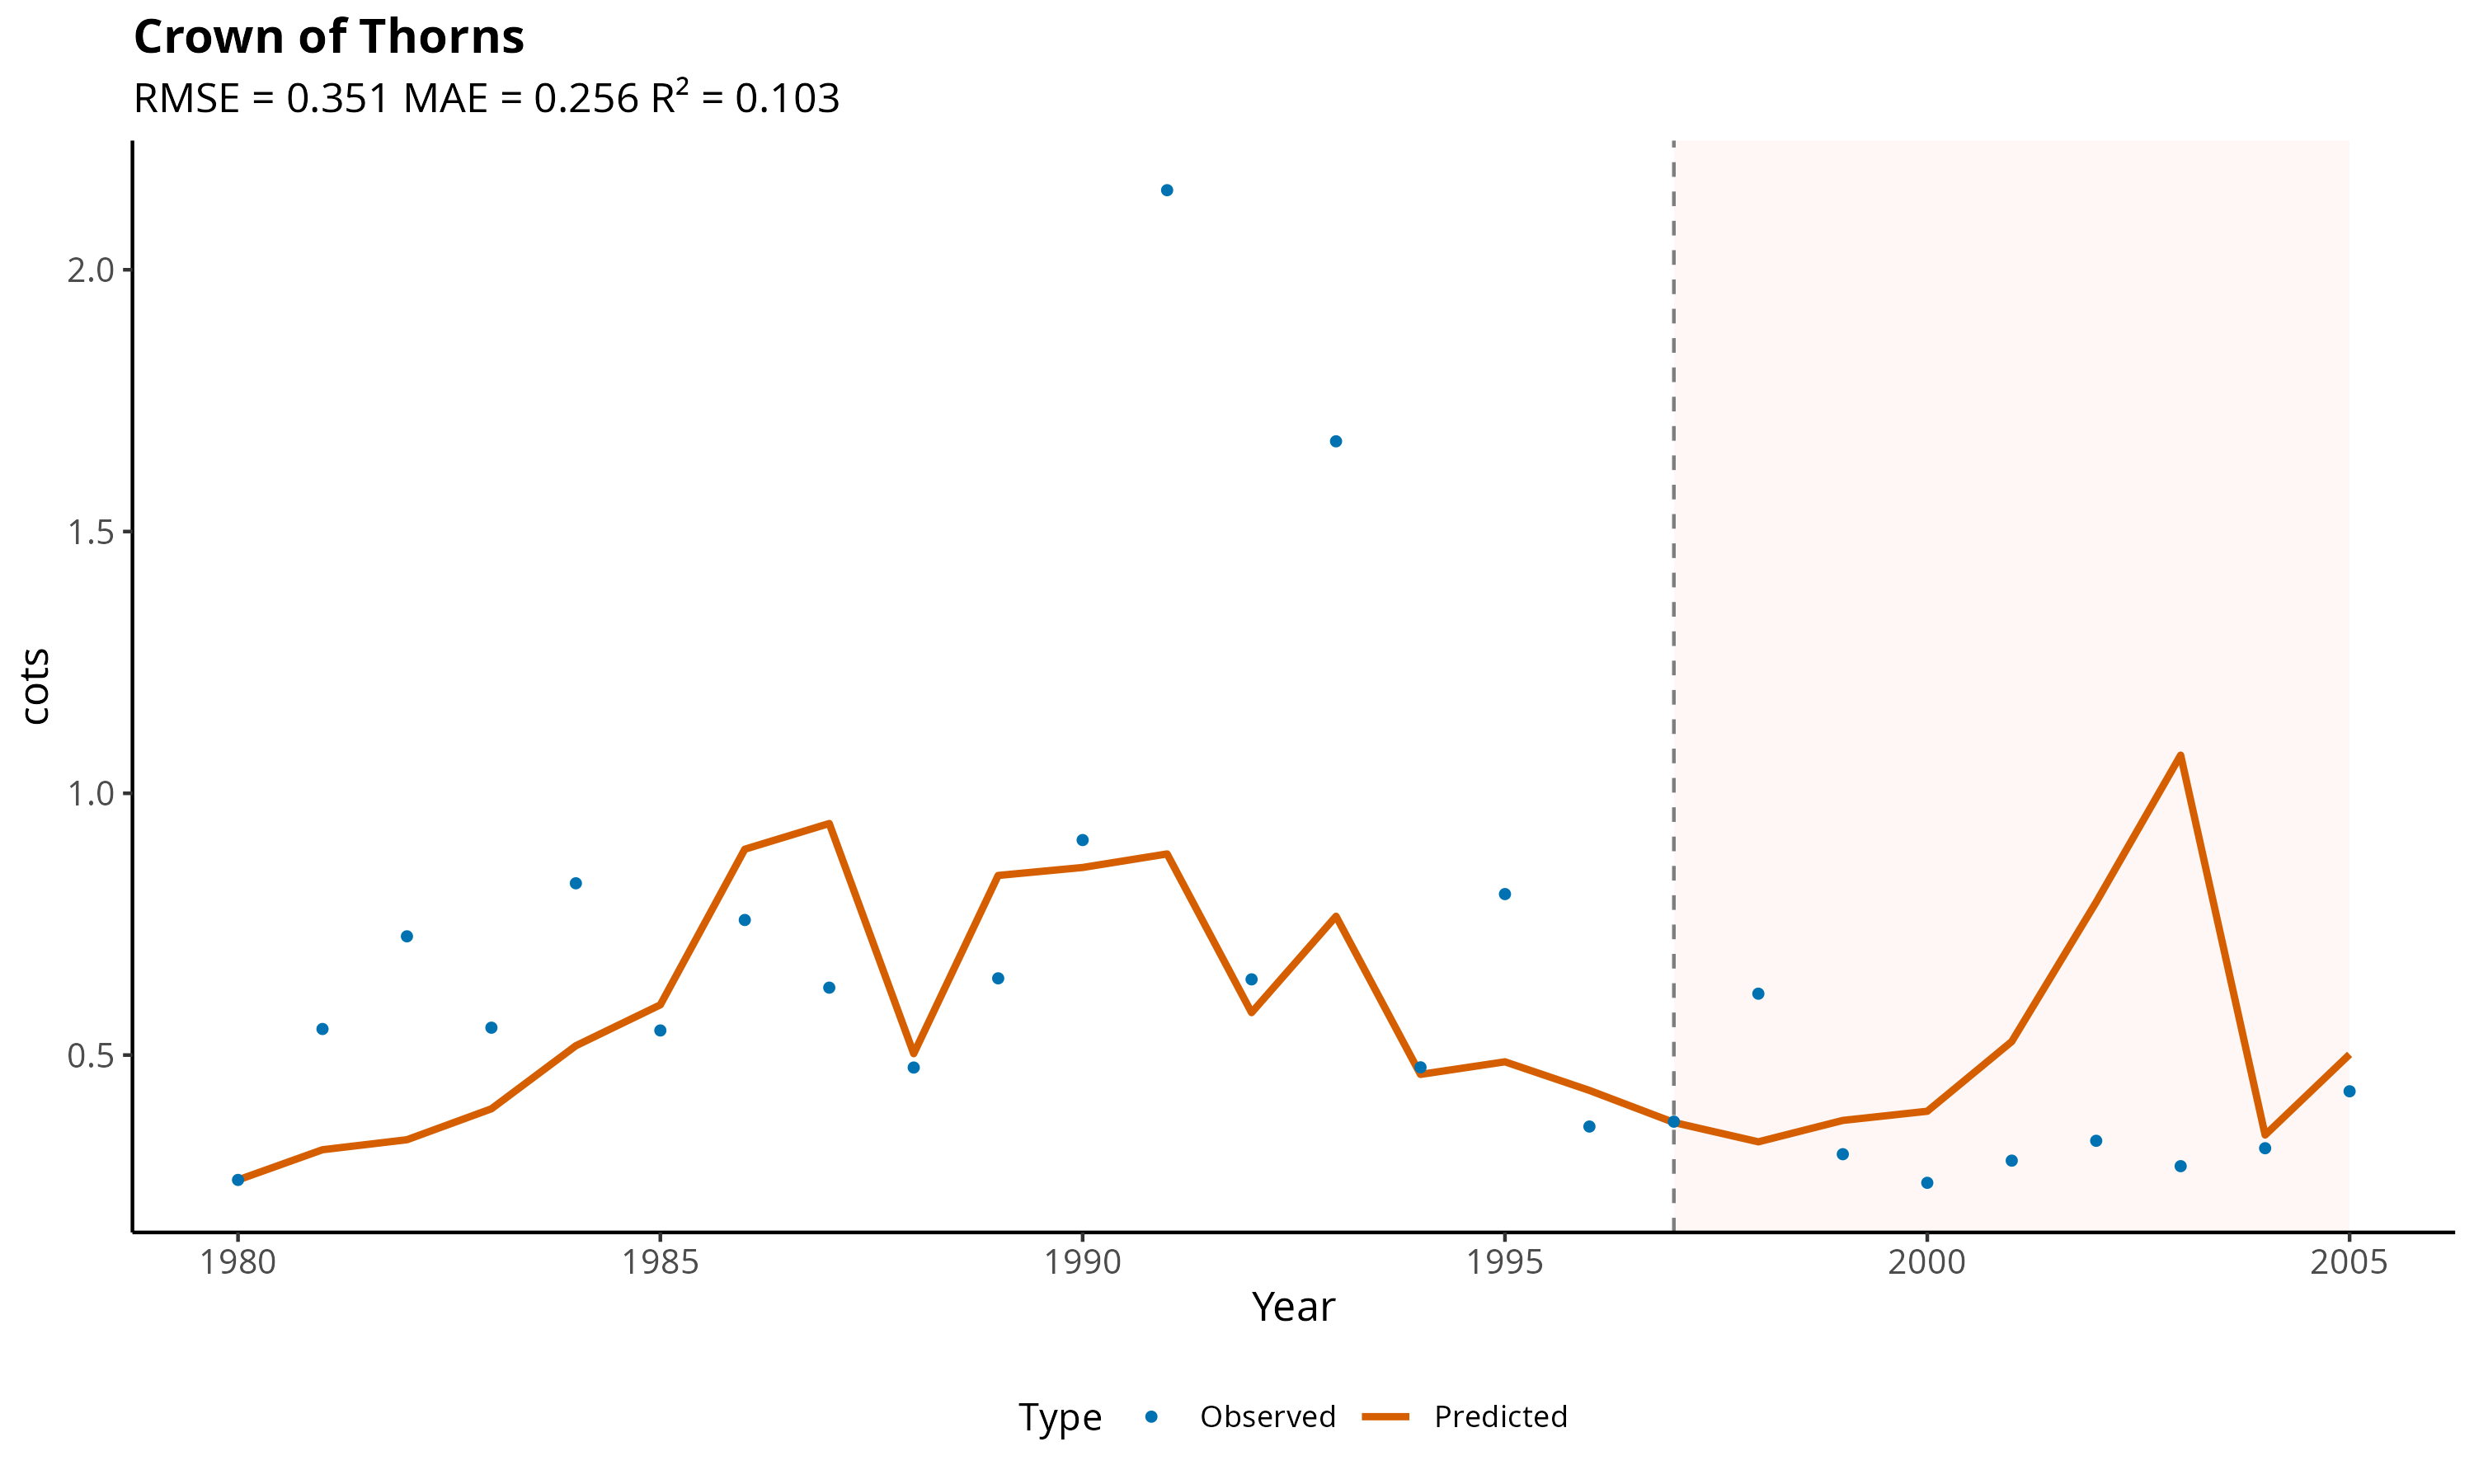 Crown of Thorns
RMSE = 0.351 MAE = 0.256 R² = 0.103
2.0
1.5
1.0
0.5
cots
1980 1985 1990 1995 2000 2005
Year
Type Observed Predicted